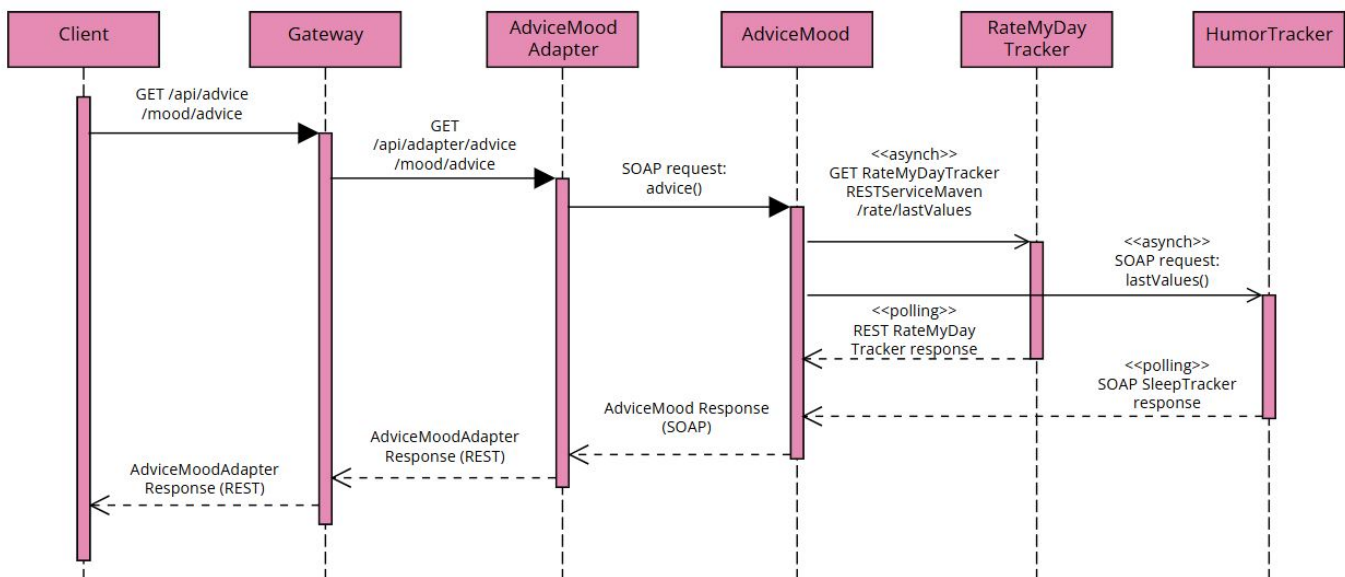 Client
Gateway
AdviceMood
Adapter
AdviceMood
RateMyDay
Tracker
HumorTracker
GET /api/advice
/mood/advice
GET
/api/adapter/advice
/mood/advice
SOAP request:
advice()
<<asynch>>
GET RateMyDayTracker
RESTServiceMaven
/rate/lastValues
<<asynch>>
SOAP request:
lastValues()
<<polling>>
REST RateMyDay
Tracker response
<<polling>>
SOAP SleepTracker
response
AdviceMood Response
(SOAP)
AdviceMoodAdapter
Response (REST)
AdviceMoodAdapter
Response (REST)